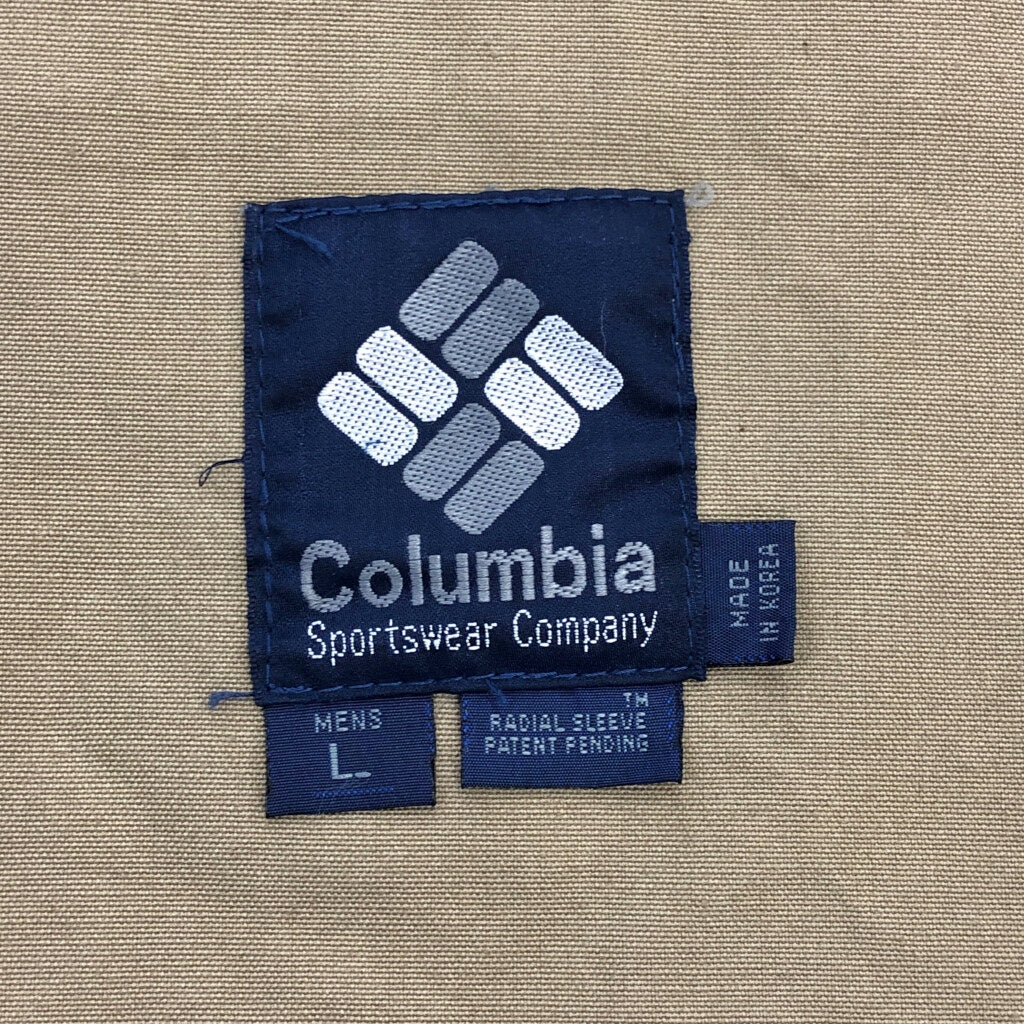 Columbia
Sportswear Company
MADE
IN KOREA
MENS
L
TM
RADIAL SLEEVE
PATENT PENDING